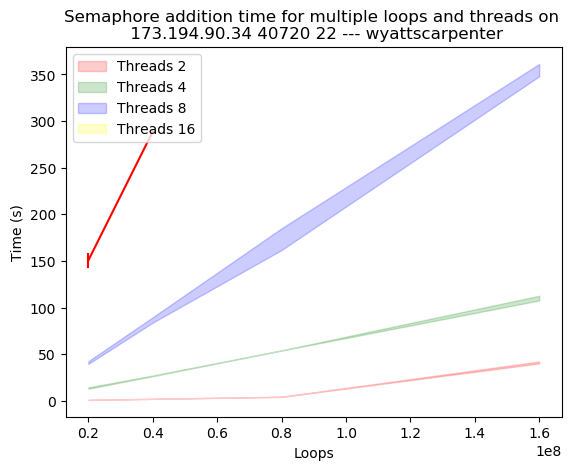 Semaphore addition time for multiple loops and threads on
173.194.90.34 40720 22 --- wyattscarpenter
Threads 2
Threads 4
Threads 8
Threads 16
350
300
250
200
150
100
50
0
Time (s)
0.2
0.4
0.6
0.8
1.0
1.2
1.4
1.6
1e8
Loops